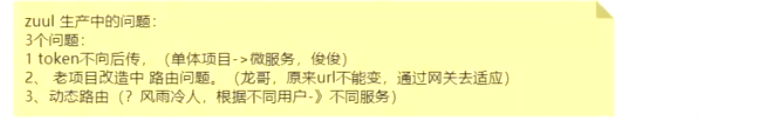 zuul 生产中的问题：
3个问题：
1 token不向后传，（单体项目->微服务，俊俊）
2、 老项目改造中 路由问题。（龙哥，原来url不能变，通过网关去适应）
3、动态路由（？风雨冷人，根据不同用户-》不同服务）